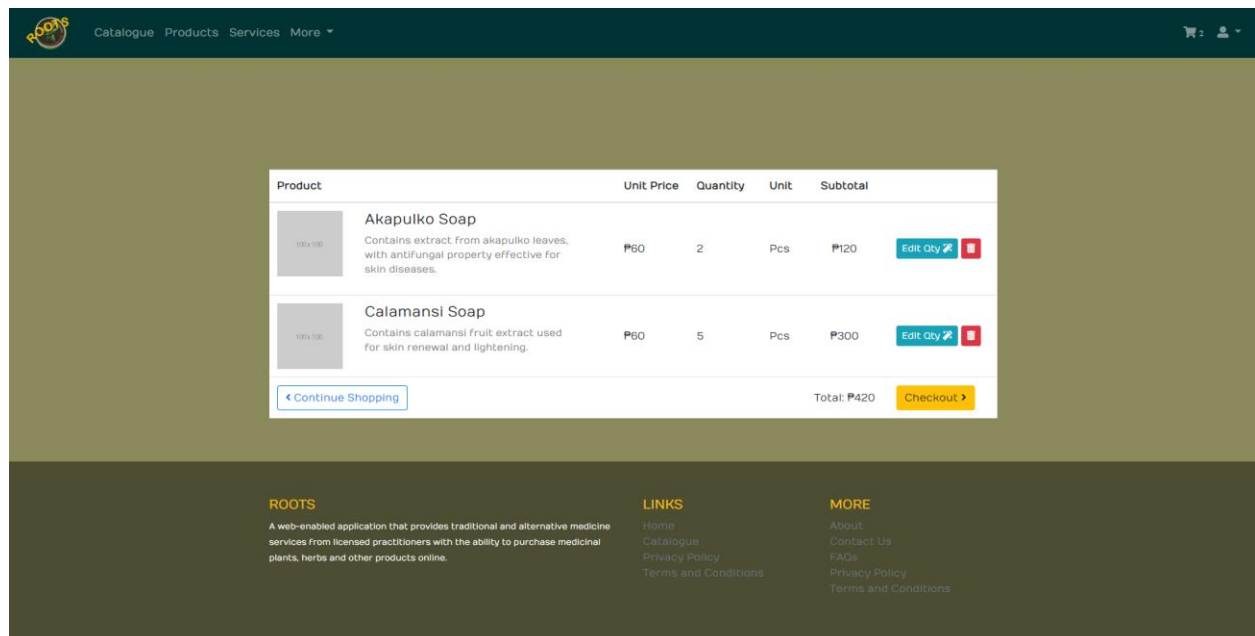 ROOTS
Catalogue Products Services More
2
Product Unit Price Quantity Unit Subtotal
100 x 100
Akapulko Soap
Contains extract from akapulko leaves,
with antifungal property effective for
skin diseases.
₱60 2 Pcs ₱120 Edit Qty
100 x 100
Calamansi Soap
Contains calamansi fruit extract used
for skin renewal and lightening.
₱60 5 Pcs ₱300 Edit Qty
Continue Shopping Total: ₱420 Checkout
ROOTS
A web-enabled application that provides traditional and alternative medicine
services from licensed practitioners with the ability to purchase medicinal
plants, herbs and other products online.
LINKS
Home
Catalogue
Privacy Policy
Terms and Conditions
MORE
About
Contact Us
FAQs
Privacy Policy
Terms and Conditions